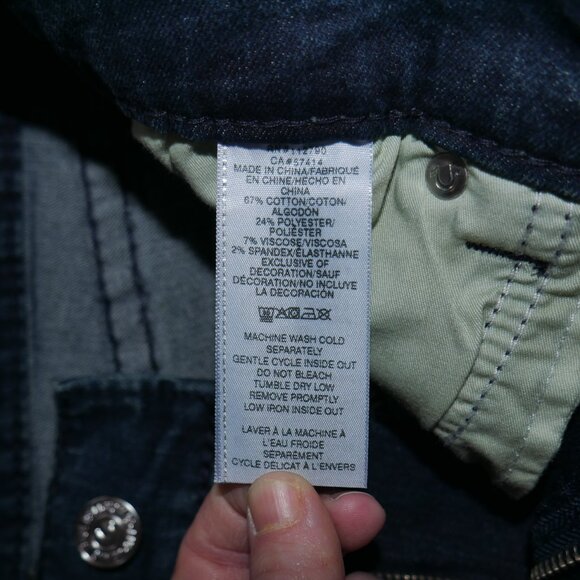 RN#112790
CA#57414
MADE IN CHINA/FABRIQUÉ
EN CHINE/HECHO EN
CHINA
67% COTTON/COTON/
ALGODÓN
24% POLYESTER/
POLIÉSTER
7% VISCOSE/VISCOSA
2% SPANDEX/ÉLASTHANNE
EXCLUSIVE OF
DECORATION/SAUF
DÉCORATION/NO INCLUYE
LA DECORACIÓN
MACHINE WASH COLD
SEPARATELY
GENTLE CYCLE INSIDE OUT
DO NOT BLEACH
TUMBLE DRY LOW
REMOVE PROMPTLY
LOW IRON INSIDE OUT
LAVER À LA MACHINE À
L'EAU FROIDE
SÉPARÉMENT
CYCLE DÉLICAT À L'ENVERS